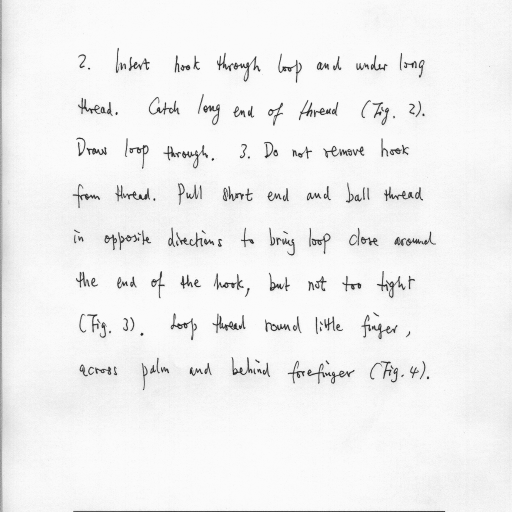 2. Insert hook through loop and under long
thread. Catch long end of thread (Fig. 2).
Draw loop through. 3. Do not remove hook
from thread. Pull short end and ball thread
in opposite directions to bring loop close around
the end of the hook, but not too tight
(Fig. 3). Loop thread round little finger,
across palm and behind forefinger (Fig. 4).